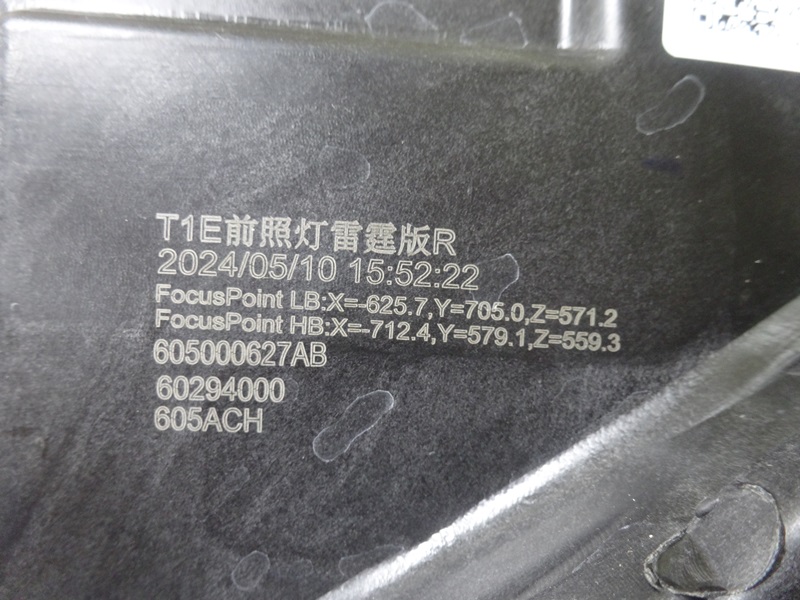 T1E前照灯雷霆版R
2024/05/10 15:52:22
FocusPoint LB:X=-625.7,Y=705.0,Z=571.2
FocusPoint HB:X=-712.4,Y=579.1,Z=559.3
605000627AB
60294000
605ACH